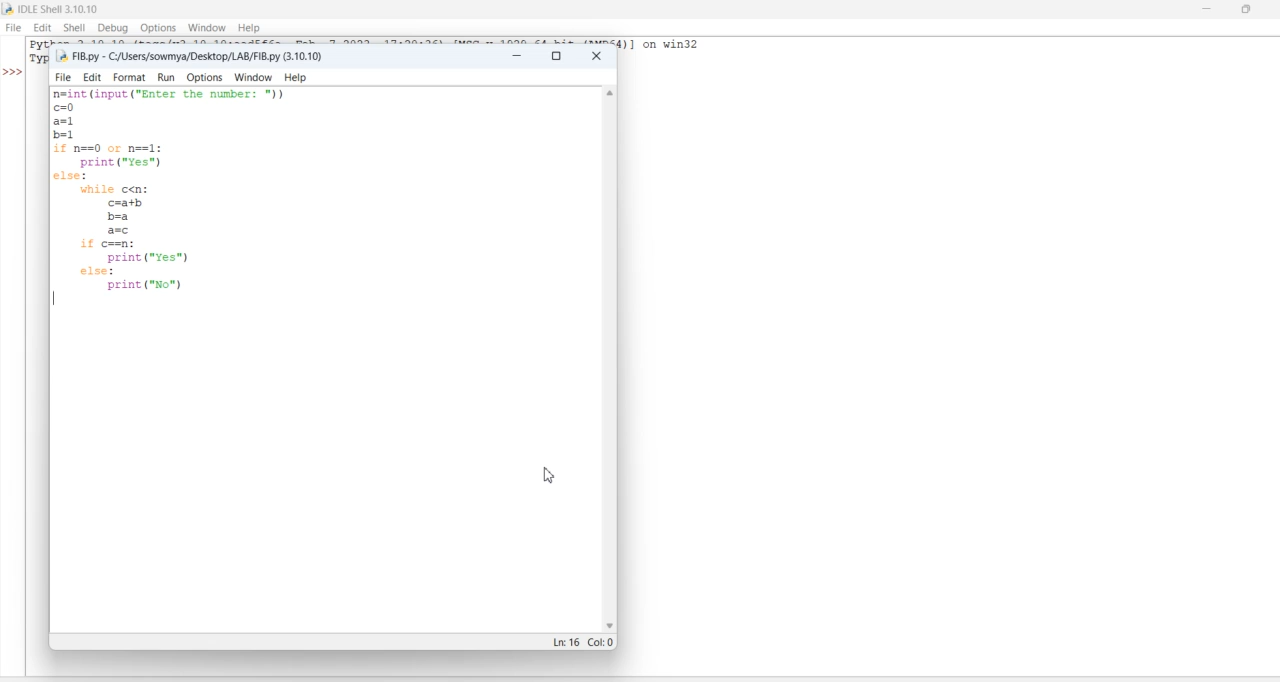 IDLE Shell 3.10.10
File Edit Shell Debug Options Window Help
4)] on win32
Typ
>>>
FIB.py - C:/Users/sowmya/Desktop/LAB/FIB.py (3.10.10)
File Edit Format Run Options Window Help
n=int(input("Enter the number: "))
c=0
a=1
b=1
if n==0 or n==1:
    print("Yes")
else:
    while c<n:
        c=a+b
        b=a
        a=c
    if c==n:
        print("Yes")
    else:
        print("No")
Ln: 16 Col: 0